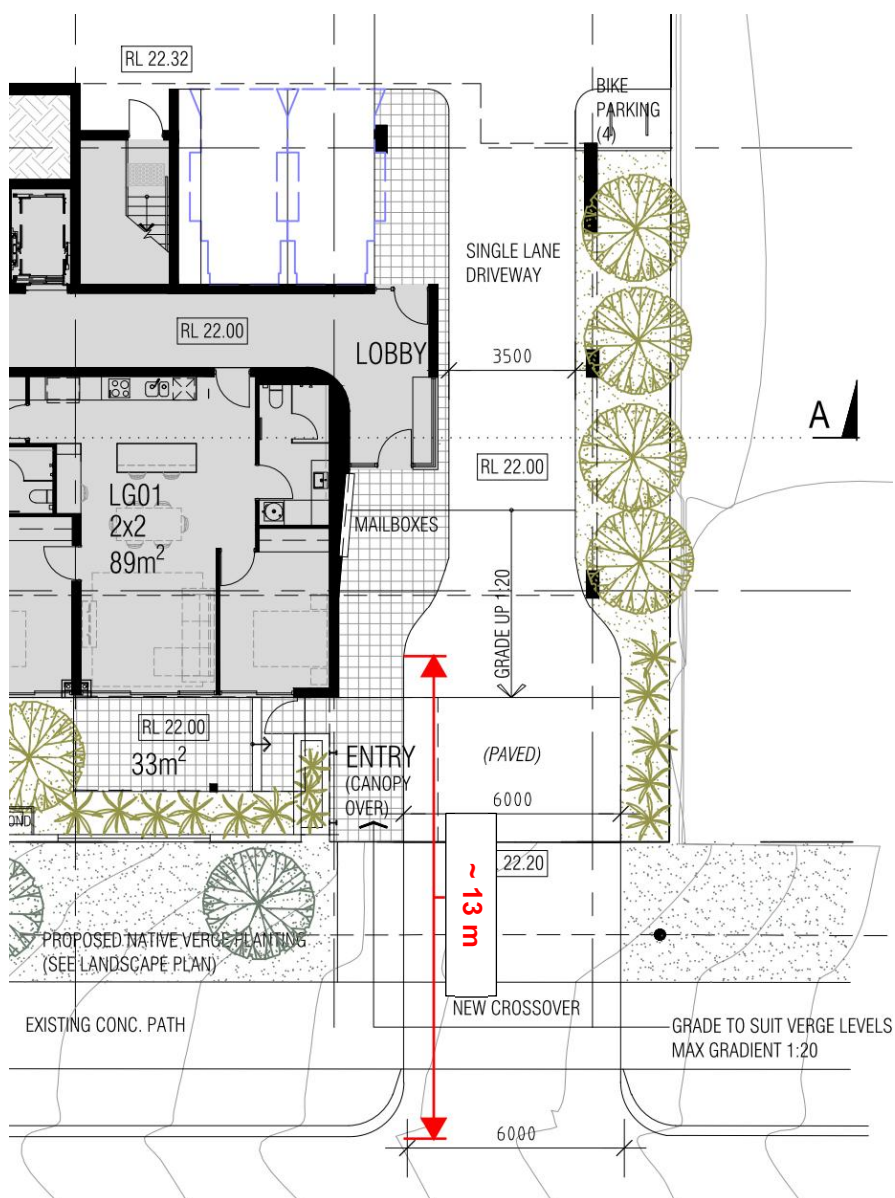 RL 22.32
BIKE
PARKING
(4)
SINGLE LANE
DRIVEWAY
RL 22.00
LOBBY
3500
A
RL 22.00
LG01
2x2
89m²
MAILBOXES
GRADE UP 1:20
RL 22.00
33m²
ENTRY
(CANOPY
OVER)
(PAVED)
6000
OND.
22.20
~ 13 m
PROPOSED NATIVE VERGE PLANTING
(SEE LANDSCAPE PLAN)
NEW CROSSOVER
EXISTING CONC. PATH
GRADE TO SUIT VERGE LEVELS
MAX GRADIENT 1:20
6000